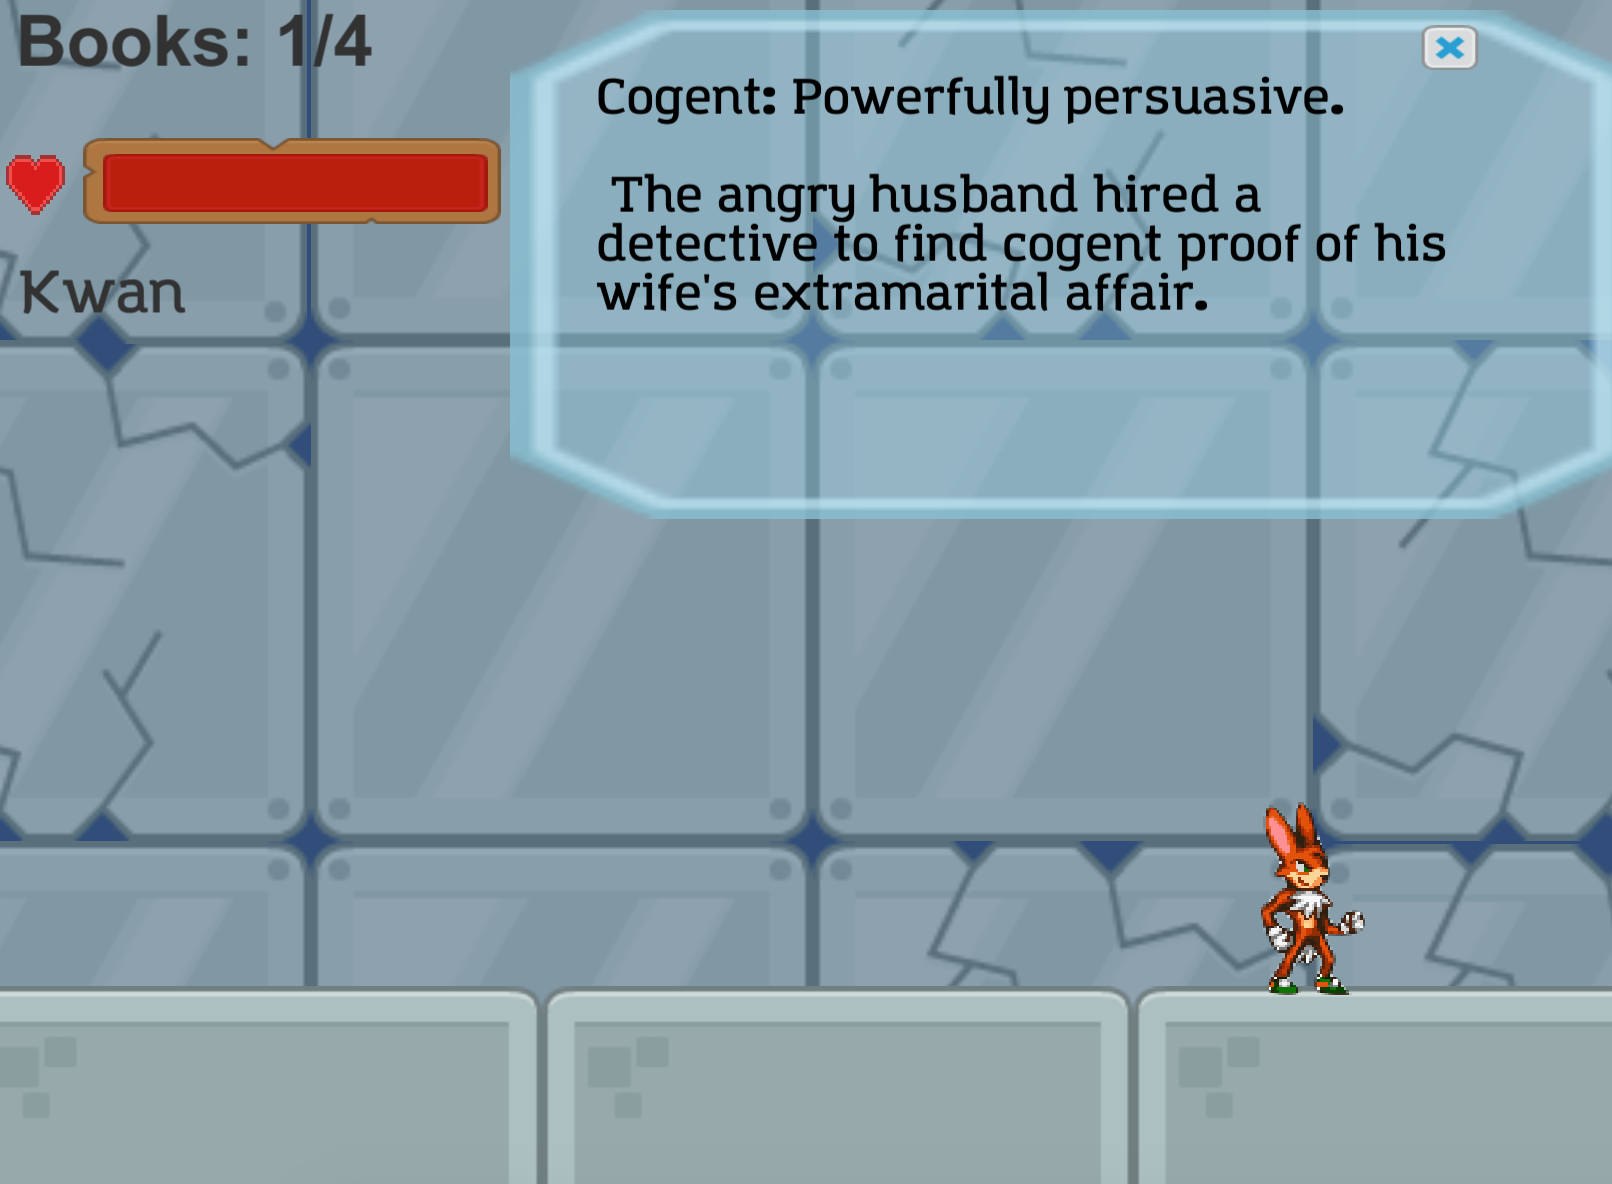 Books: 1/4
Cogent: Powerfully persuasive.
The angry husband hired a
detective to find cogent proof of his
wife's extramarital affair.
Kwan